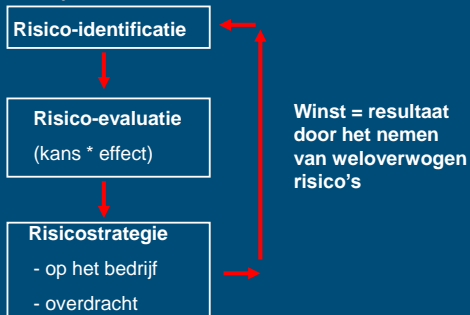 Risico-identificatie
Risico-evaluatie
(kans * effect)
Risicostrategie
- op het bedrijf
- overdracht
Winst = resultaat
door het nemen
van weloverwogen
risico's